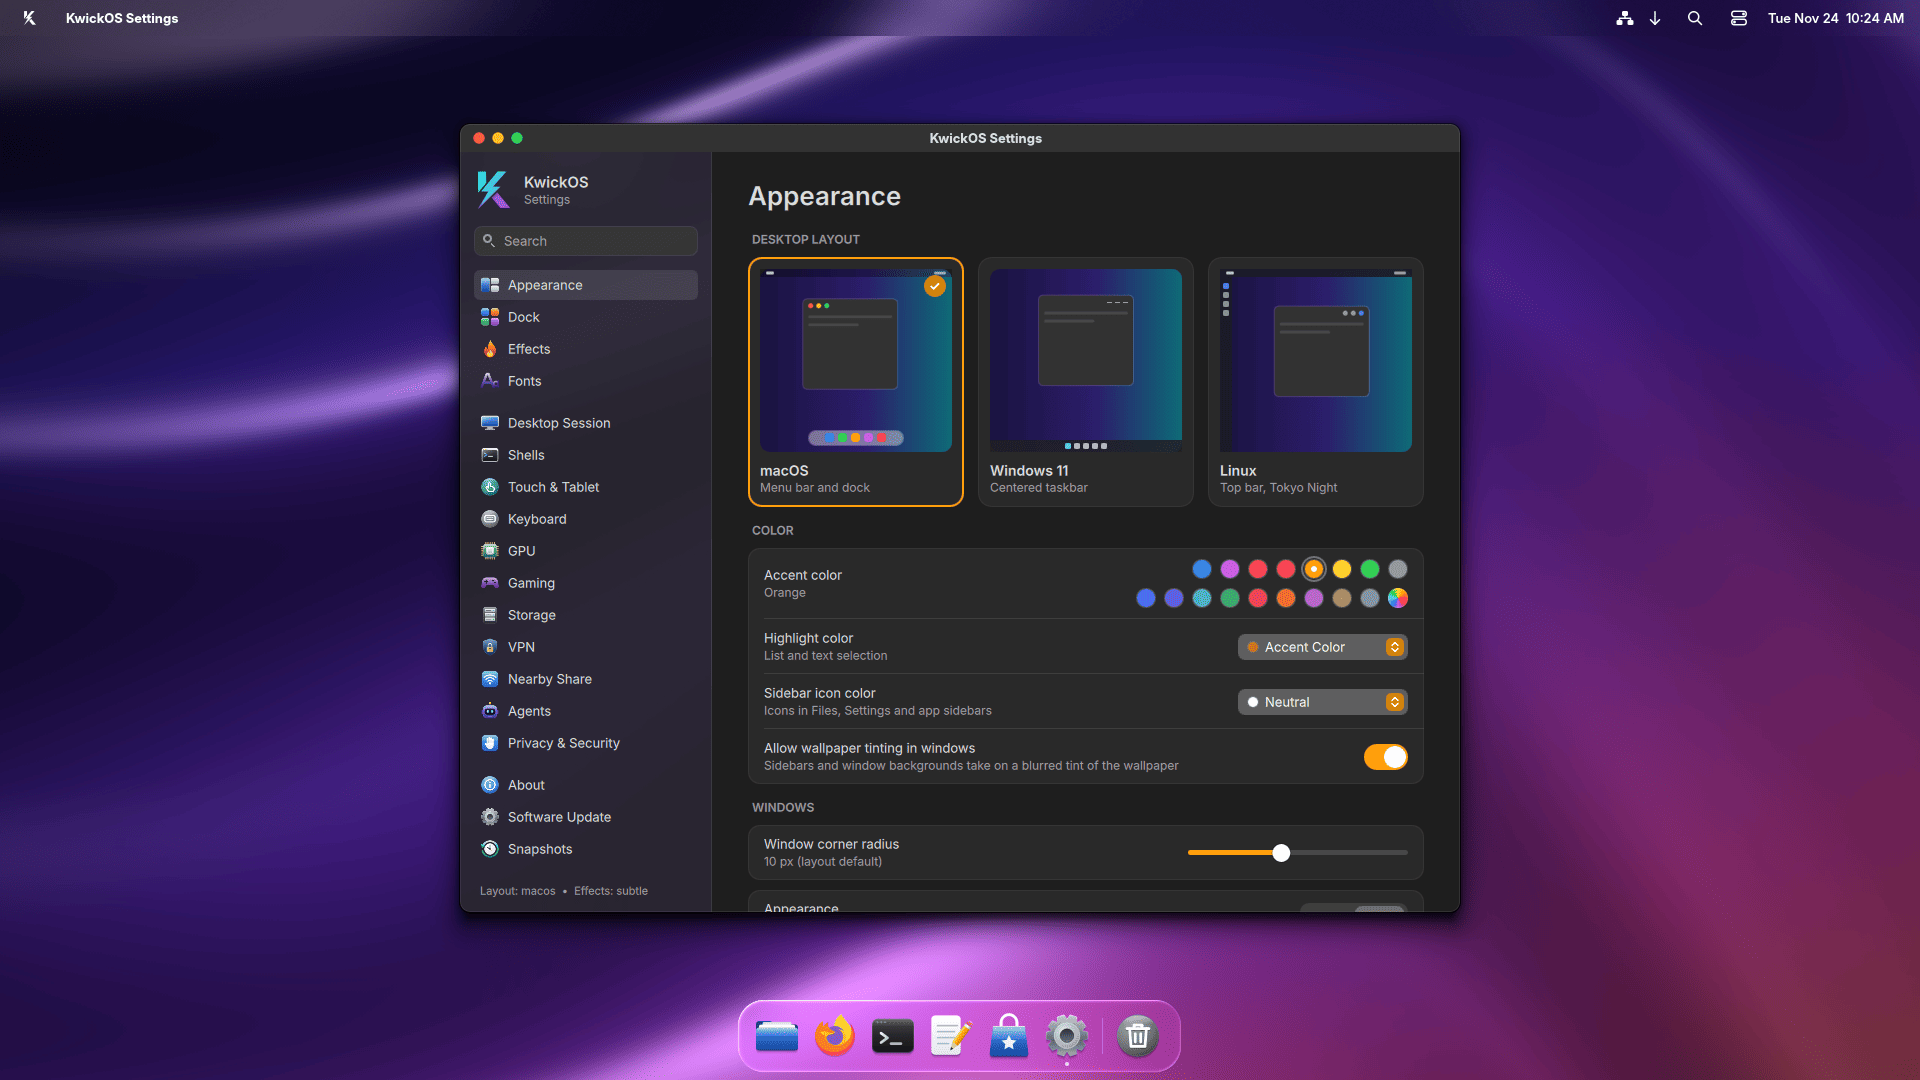 KwickOS Settings
Tue Nov 24 10:24 AM
KwickOS Settings
KwickOS
Settings
Search
Appearance
Dock
Effects
Fonts
Desktop Session
Shells
Touch & Tablet
Keyboard
GPU
Gaming
Storage
VPN
Nearby Share
Agents
Privacy & Security
About
Software Update
Snapshots
Layout: macos • Effects: subtle
Appearance
DESKTOP LAYOUT
macOS
Menu bar and dock
Windows 11
Centered taskbar
Linux
Top bar, Tokyo Night
COLOR
Accent color
Orange
Highlight color
List and text selection
Accent Color
Sidebar icon color
Icons in Files, Settings and app sidebars
Neutral
Allow wallpaper tinting in windows
Sidebars and window backgrounds take on a blurred tint of the wallpaper
WINDOWS
Window corner radius
10 px (layout default)
Appearance